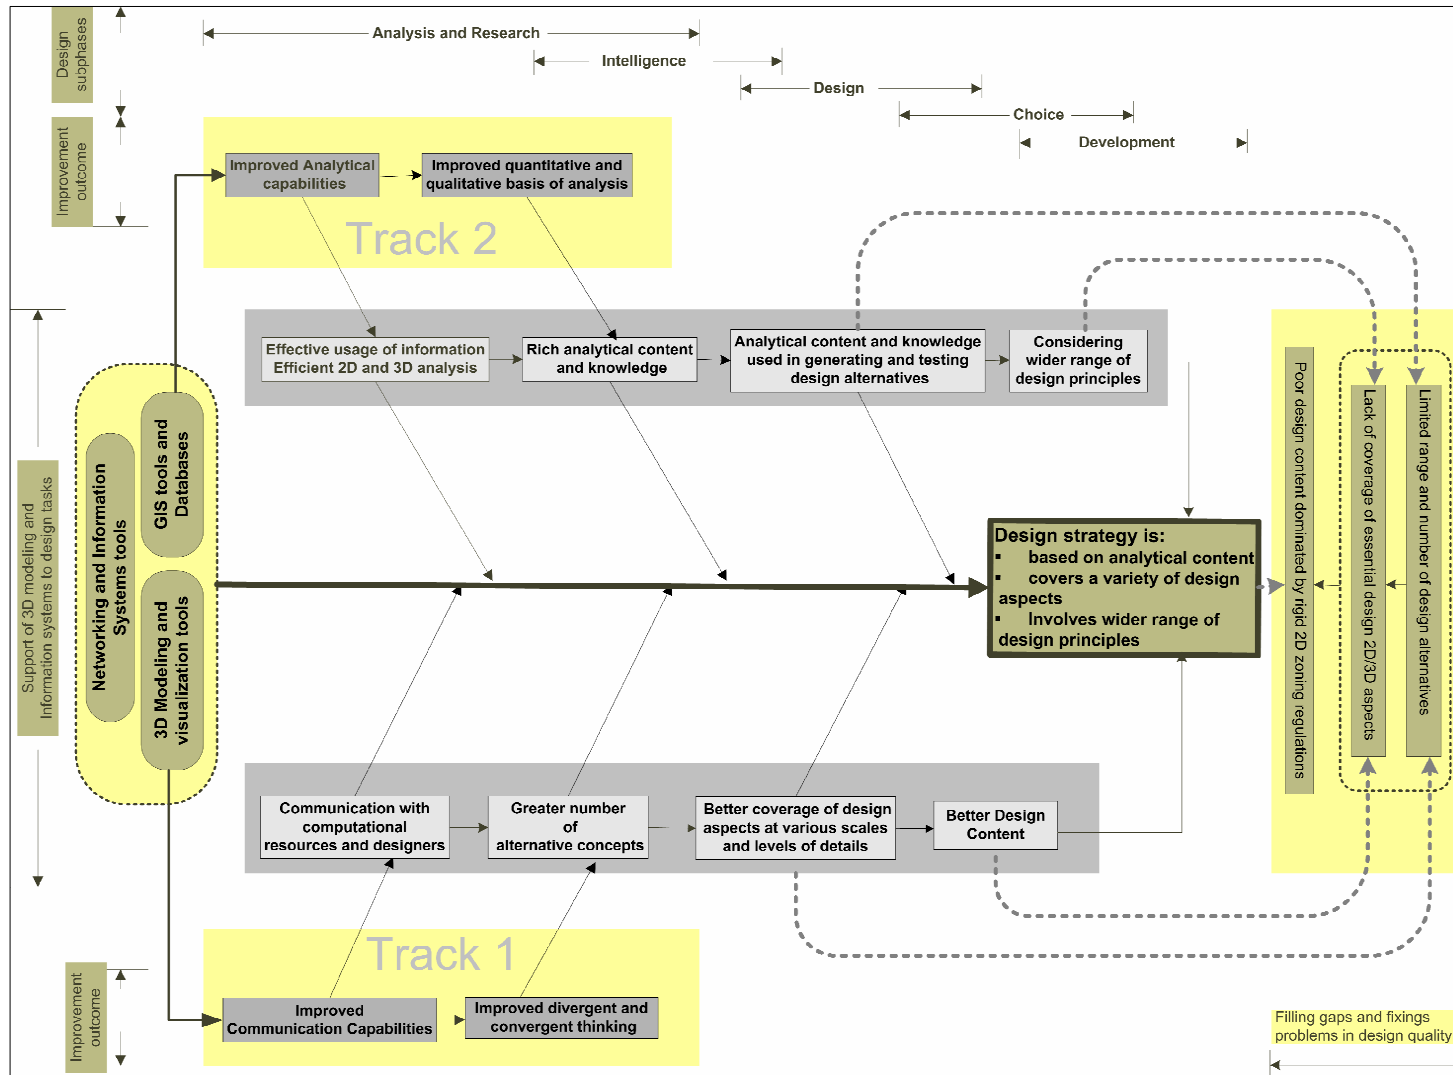 Design
subphases
Analysis and Research
Intelligence
Design
Choice
Development
Improvement
outcome
Improved Analytical
capabilities
Improved quantitative and
qualitative basis of analysis
Track 2
Effective usage of information
Efficient 2D and 3D analysis
Rich analytical content
and knowledge
Analytical content and knowledge
used in generating and testing
design alternatives
Considering
wider range of
design principles
Support of 3D modeling and
Information systems to design tasks
Networking and Information
Systems tools
GIS tools and
Databases
3D Modeling and
visualization tools
Design strategy is:
▪ based on analytical content
▪ covers a variety of design
aspects
▪ Involves wider range of
design principles
Poor design content dominated by rigid 2D zoning regulations
Lack of coverage of essential design 2D/3D aspects
Limited range and number of design alternatives
Communication with
computational
resources and designers
Greater number
of
alternative concepts
Better coverage of design
aspects at various scales
and levels of details
Better Design
Content
Track 1
Improvement
outcome
Improved
Communication Capabilities
Improved divergent and
convergent thinking
Filling gaps and fixings
problems in design quality